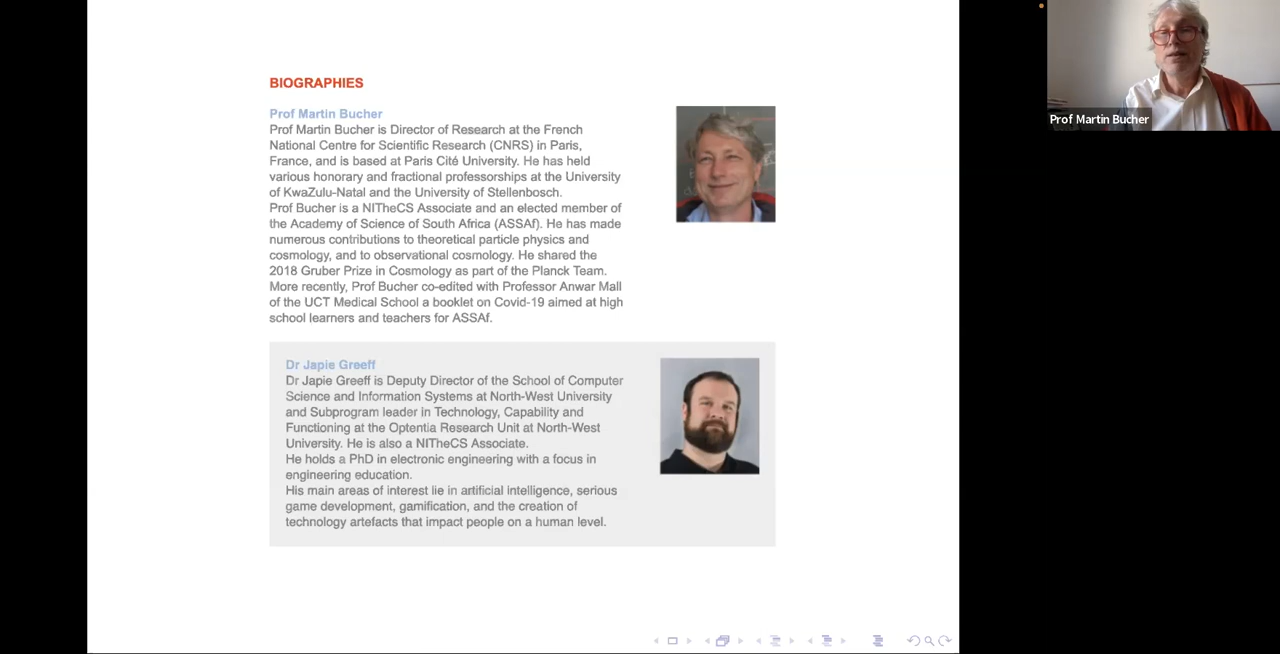 BIOGRAPHIES
Prof Martin Bucher
Prof Martin Bucher is Director of Research at the French
National Centre for Scientific Research (CNRS) in Paris,
France, and is based at Paris Cité University. He has held
various honorary and fractional professorships at the University
of KwaZulu-Natal and the University of Stellenbosch.
Prof Bucher is a NITheCS Associate and an elected member of
the Academy of Science of South Africa (ASSAf). He has made
numerous contributions to theoretical particle physics and
cosmology, and to observational cosmology. He shared the
2018 Gruber Prize in Cosmology as part of the Planck Team.
More recently, Prof Bucher co-edited with Professor Anwar Mall
of the UCT Medical School a booklet on Covid-19 aimed at high
school learners and teachers for ASSAf.
Dr Japie Greeff
Dr Japie Greeff is Deputy Director of the School of Computer
Science and Information Systems at North-West University
and Subprogram leader in Technology, Capability and
Functioning at the Optentia Research Unit at North-West
University. He is also a NITheCS Associate.
He holds a PhD in electronic engineering with a focus in
engineering education.
His main areas of interest lie in artificial intelligence, serious
game development, gamification, and the creation of
technology artefacts that impact people on a human level.
Prof Martin Bucher